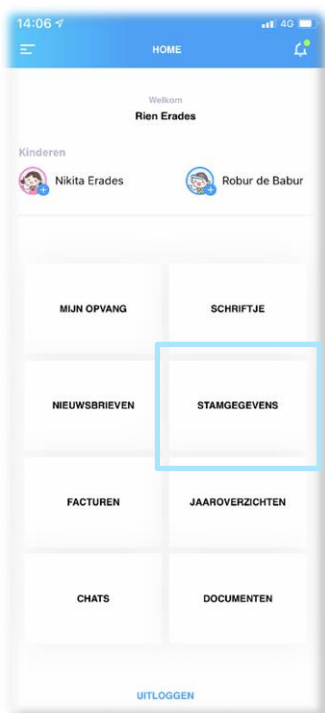 14:06 4G
HOME
Welkom
Rien Erades
Kinderen
Nikita Erades Robur de Babur
MIJN OPVANG SCHRIFTJE
NIEUWSBRIEVEN STAMGEGEVENS
FACTUREN JAAROVERZICHTEN
CHATS DOCUMENTEN
UITLOGGEN